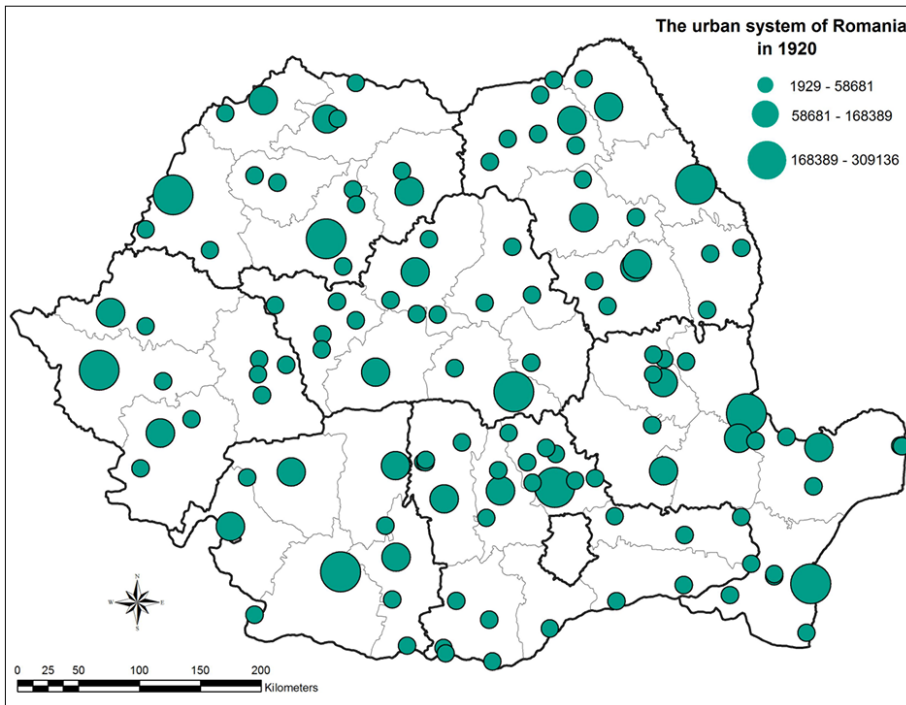 The urban system of Romania
in 1920
1929 - 58681
58681 - 168389
168389 - 309136
N
W E
S
0 25 50 100 150 200
Kilometers